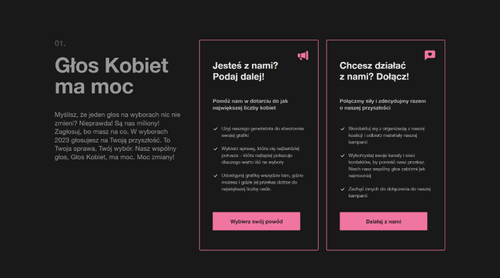 01.
Głos Kobiet
ma moc
Myślisz, że jeden głos na wyborach nic nie
zmieni? Nieprawda! Są nas miliony!
Zagłosuj, bo masz na co. W wyborach
2023 głosujesz na Twoją przyszłość. To
Twoja sprawa, Twój wybór. Nasz wspólny
głos, Głos Kobiet, ma moc. Moc zmiany!
Jesteś z nami?
Podaj dalej!
Pomóż nam w dotarciu do jak
największej liczby kobiet
Użyj naszego generatora do stworzenia
swojej grafiki
Wybierz sprawę, która cię najbardziej
porusza - która najlepiej pokazuje
dlaczego warto iść na wybory
Udostępnij grafikę wszędzie tam, gdzie
możesz i gdzie jej przekaz dotrze do
największej liczby osób.
Wybierz swój powód
Chcesz działać
z nami? Dołącz!
Połączmy siły i zdecydujmy razem
o naszej przyszłości
Skontaktuj się z organizacją z naszej
koalicji i odbierz materiały naszej
kampanii
Wykorzystaj swoje kanały i sieci
kontaktów, by ponieść nasz przekaz.
Niech nasz wspólny głos zabrzmi jak
najmocniej
Zachęć innych do dołączenia do naszej
kampanii
Działaj z nami